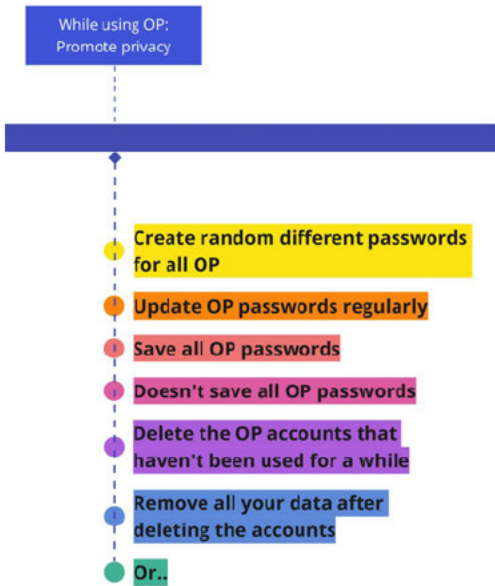 While using OP:
Promote privacy
Create random different passwords
for all OP
Update OP passwords regularly
Save all OP passwords
Doesn't save all OP passwords
Delete the OP accounts that
haven't been used for a while
Remove all your data after
deleting the accounts
Or..